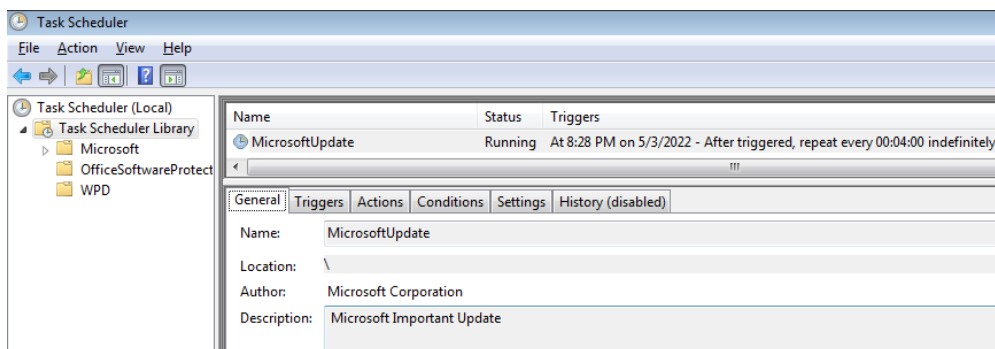 Task Scheduler
File Action View Help
Task Scheduler (Local)
Task Scheduler Library
Microsoft
OfficeSoftwareProtect
WPD
Name Status Triggers
MicrosoftUpdate Running At 8:28 PM on 5/3/2022 - After triggered, repeat every 00:04:00 indefinitely
General Triggers Actions Conditions Settings History (disabled)
Name: MicrosoftUpdate
Location: \
Author: Microsoft Corporation
Description: Microsoft Important Update